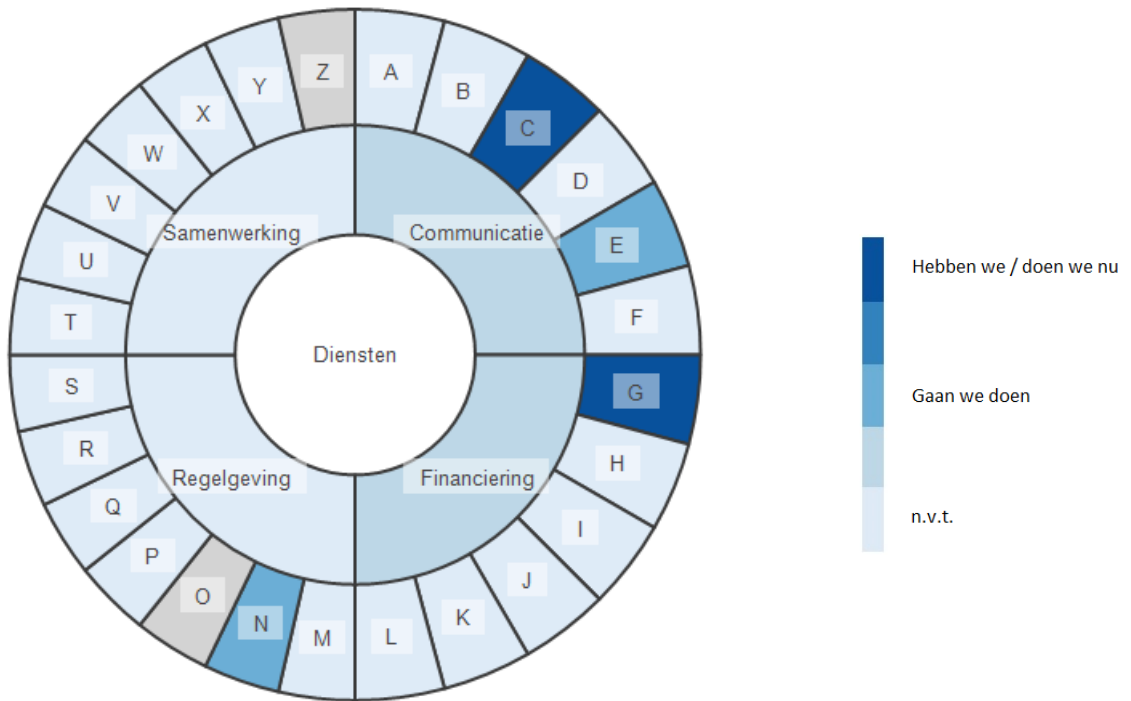 Z
A
Y
B
X
C
W
D
V
Samenwerking
Communicatie
E
U
F
T
Diensten
S
G
R
H
Regelgeving
Financiering
Q
I
P
J
O
K
N
L
M
Hebben we / doen we nu
Gaan we doen
n.v.t.